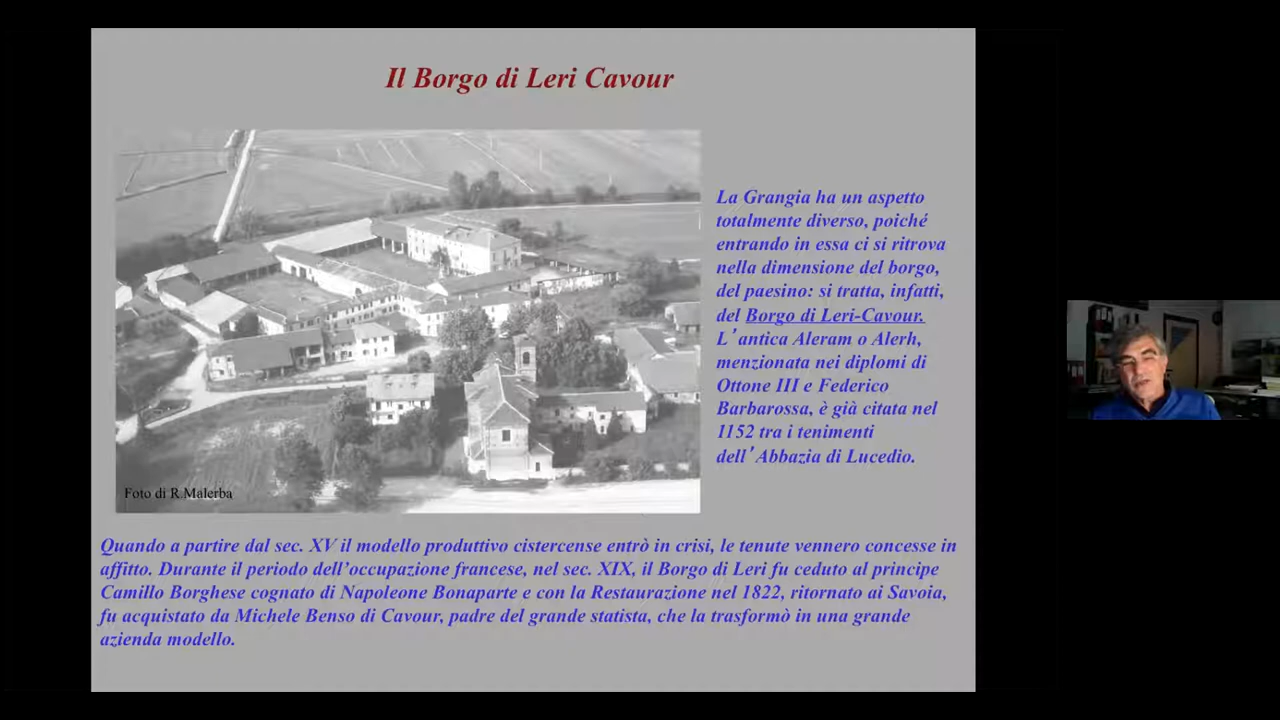 Il Borgo di Leri Cavour
La Grangia ha un aspetto
totalmente diverso, poiché
entrando in essa ci si ritrova
nella dimensione del borgo,
del paesino: si tratta, infatti,
del Borgo di Leri-Cavour.
L’antica Aleram o Alerh,
menzionata nei diplomi di
Ottone III e Federico
Barbarossa, è già citata nel
1152 tra i tenimenti
dell’Abbazia di Lucedio.
Foto di R.Malerba
Quando a partire dal sec. XV il modello produttivo cistercense entrò in crisi, le tenute vennero concesse in
affitto. Durante il periodo dell’occupazione francese, nel sec. XIX, il Borgo di Leri fu ceduto al principe
Camillo Borghese cognato di Napoleone Bonaparte e con la Restaurazione nel 1822, ritornato ai Savoia,
fu acquistato da Michele Benso di Cavour, padre del grande statista, che la trasformò in una grande
azienda modello.